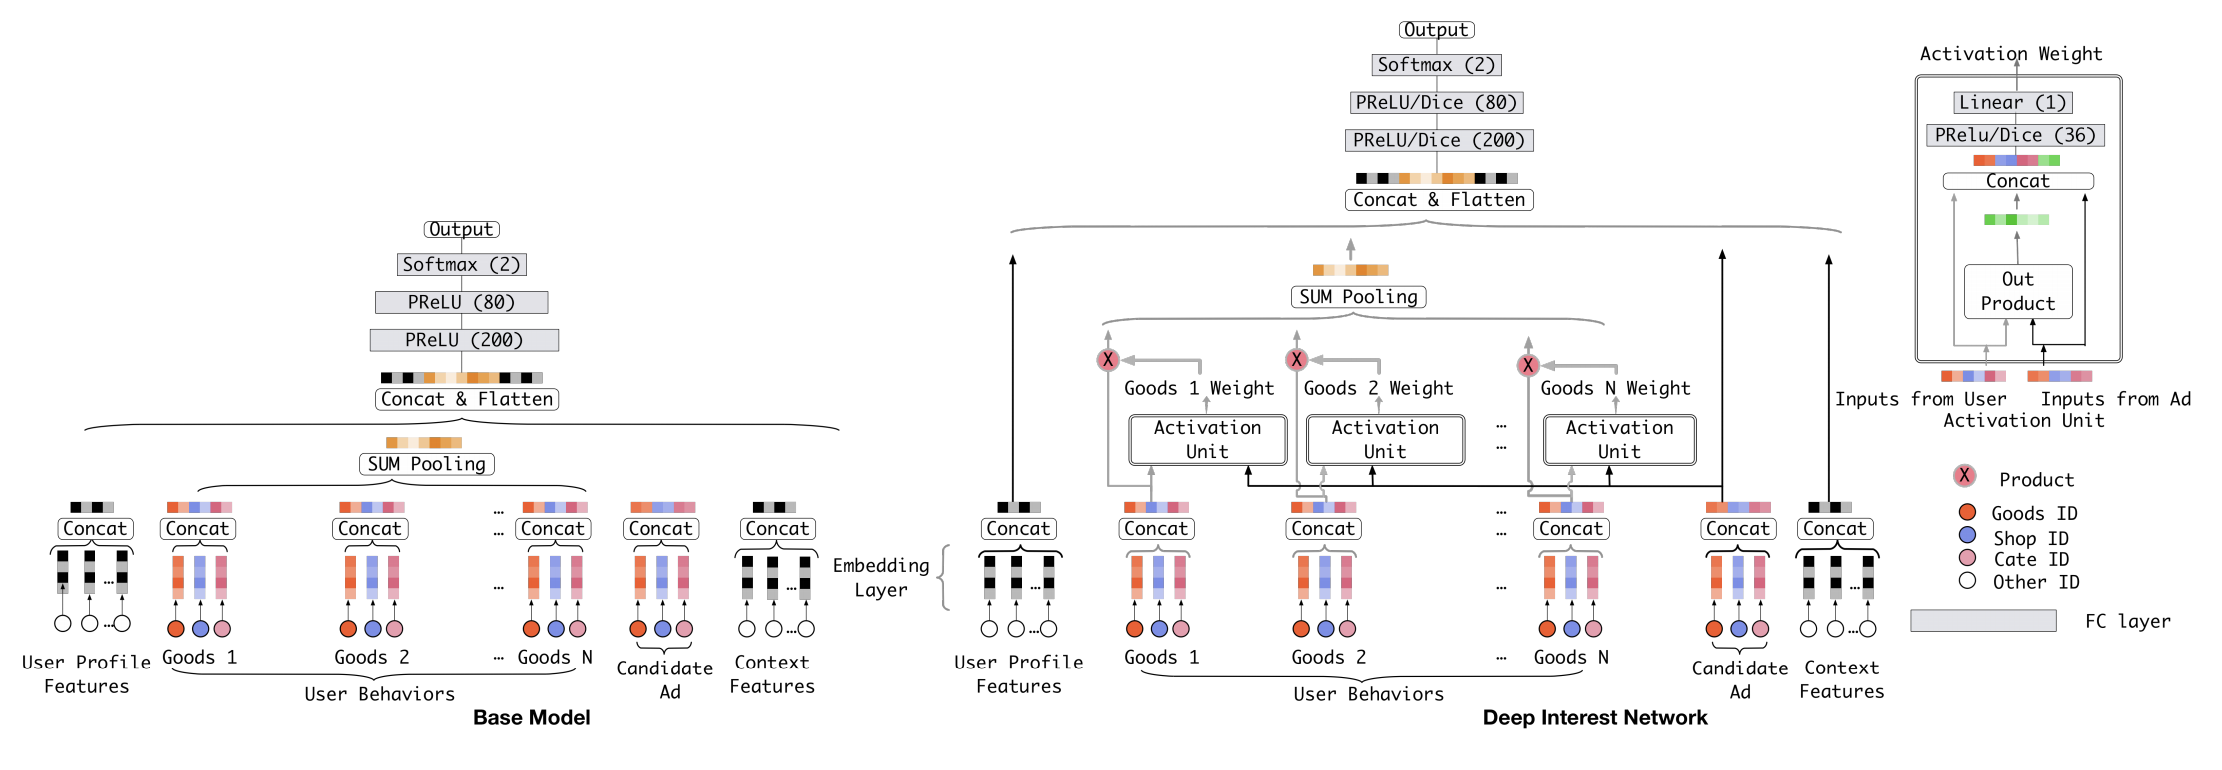 Output
Softmax (2)
PReLU (80)
PReLU (200)
Concat & Flatten
SUM Pooling
...
Concat
Concat
Concat
...
Concat
Concat
Concat
...
...
...
...
User Profile
Features
Goods 1
Goods 2
...
Goods N
Candidate
Ad
Context
Features
User Behaviors
Base Model
Output
Softmax (2)
PReLU/Dice (80)
PReLU/Dice (200)
Concat & Flatten
SUM Pooling
X
X
X
Goods 1 Weight
Goods 2 Weight
Goods N Weight
Activation
Unit
Activation
Unit
...
...
Activation
Unit
...
Concat
Concat
Concat
...
Concat
Concat
Concat
Embedding
Layer
...
...
...
...
...
User Profile
Features
Goods 1
Goods 2
...
Goods N
Candidate
Ad
Context
Features
User Behaviors
Deep Interest Network
Activation Weight
Linear (1)
PRelu/Dice (36)
Concat
Out
Product
Inputs from User
Inputs from Ad
Activation Unit
X
Product
Goods ID
Shop ID
Cate ID
Other ID
FC layer